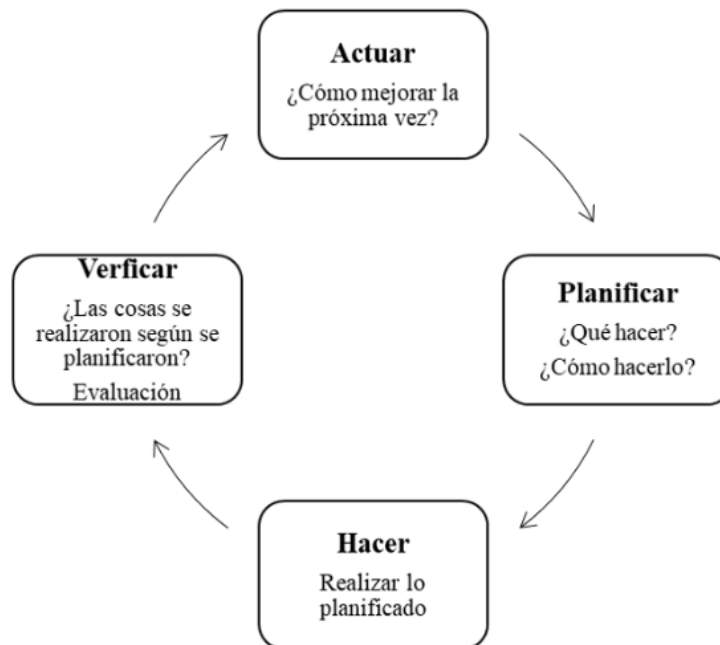 Actuar
¿Cómo mejorar la
próxima vez?
Verficar
¿Las cosas se
realizaron según se
planificaron?
Evaluación
Planificar
¿Qué hacer?
¿Cómo hacerlo?
Hacer
Realizar lo
planificado